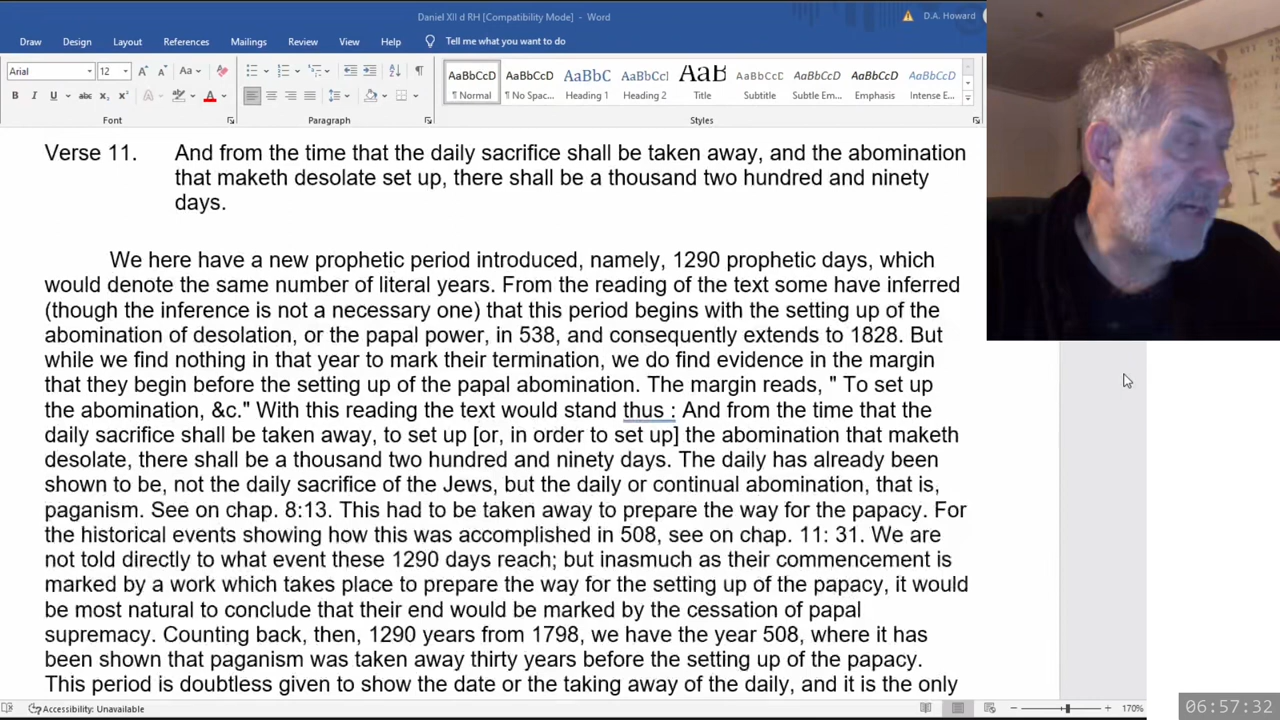 Daniel XII d RH [Compatibility Mode] - Word
D.A. Howard
Draw Design Layout References Mailings Review View Help Tell me what you want to do
Arial 12 Aa
AaBbCcD AaBbCcD AaBbC AaBbCcl AaB AaBbCcD AaBbCcD AaBbCcD AaBbCcD
¶ Normal ¶ No Spac... Heading 1 Heading 2 Title Subtitle Subtle Em... Emphasis Intense E...
Font Paragraph Styles
Verse 11. And from the time that the daily sacrifice shall be taken away, and the abomination
that maketh desolate set up, there shall be a thousand two hundred and ninety
days.
We here have a new prophetic period introduced, namely, 1290 prophetic days, which
would denote the same number of literal years. From the reading of the text some have inferred
(though the inference is not a necessary one) that this period begins with the setting up of the
abomination of desolation, or the papal power, in 538, and consequently extends to 1828. But
while we find nothing in that year to mark their termination, we do find evidence in the margin
that they begin before the setting up of the papal abomination. The margin reads, " To set up
the abomination, &c." With this reading the text would stand thus : And from the time that the
daily sacrifice shall be taken away, to set up [or, in order to set up] the abomination that maketh
desolate, there shall be a thousand two hundred and ninety days. The daily has already been
shown to be, not the daily sacrifice of the Jews, but the daily or continual abomination, that is,
paganism. See on chap. 8:13. This had to be taken away to prepare the way for the papacy. For
the historical events showing how this was accomplished in 508, see on chap. 11: 31. We are
not told directly to what event these 1290 days reach; but inasmuch as their commencement is
marked by a work which takes place to prepare the way for the setting up of the papacy, it would
be most natural to conclude that their end would be marked by the cessation of papal
supremacy. Counting back, then, 1290 years from 1798, we have the year 508, where it has
been shown that paganism was taken away thirty years before the setting up of the papacy.
This period is doubtless given to show the date or the taking away of the daily, and it is the only
Accessibility: Unavailable
170%
06:57:32